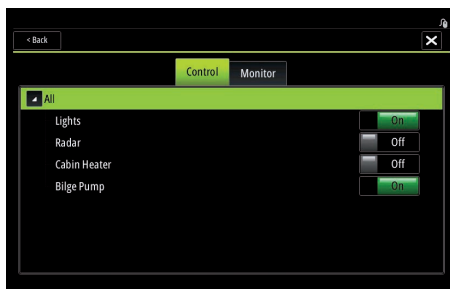 < Back
Control Monitor
All
Lights On
Radar Off
Cabin Heater Off
Bilge Pump On